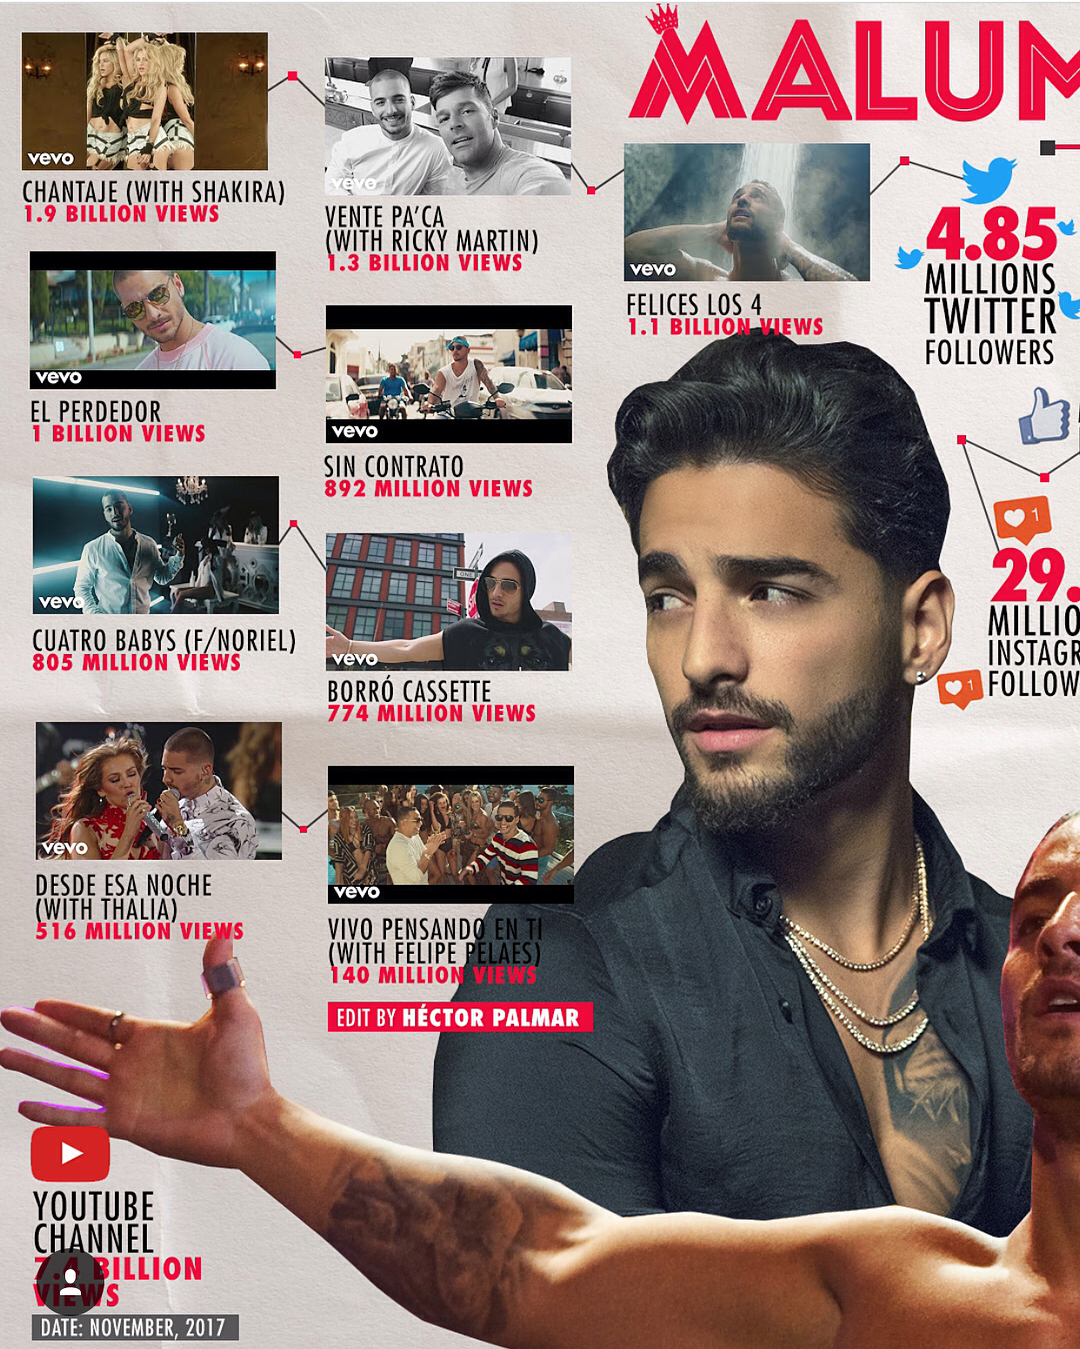 MALUM
vevo
CHANTAJE (WITH SHAKIRA)
1.9 BILLION VIEWS
vevo
VENTE PA'CA
(WITH RICKY MARTIN)
1.3 BILLION VIEWS
vevo
FELICES LOS 4
1.1 BILLION VIEWS
4.85
MILLIONS
TWITTER
FOLLOWERS
vevo
EL PERDEDOR
1 BILLION VIEWS
vevo
SIN CONTRATO
892 MILLION VIEWS
1
29.
MILLIO
INSTAGR
FOLLOW
1
vevo
CUATRO BABYS (F/NORIEL)
805 MILLION VIEWS
ONE
vevo
BORRÓ CASSETTE
774 MILLION VIEWS
vevo
DESDE ESA NOCHE
(WITH THALIA)
516 MILLION VIEWS
vevo
VIVO PENSANDO EN TI
(WITH FELIPE PELAES)
140 MILLION VIEWS
EDIT BY HÉCTOR PALMAR
YOUTUBE
CHANNEL
7.4 BILLION
VIEWS
DATE: NOVEMBER, 2017